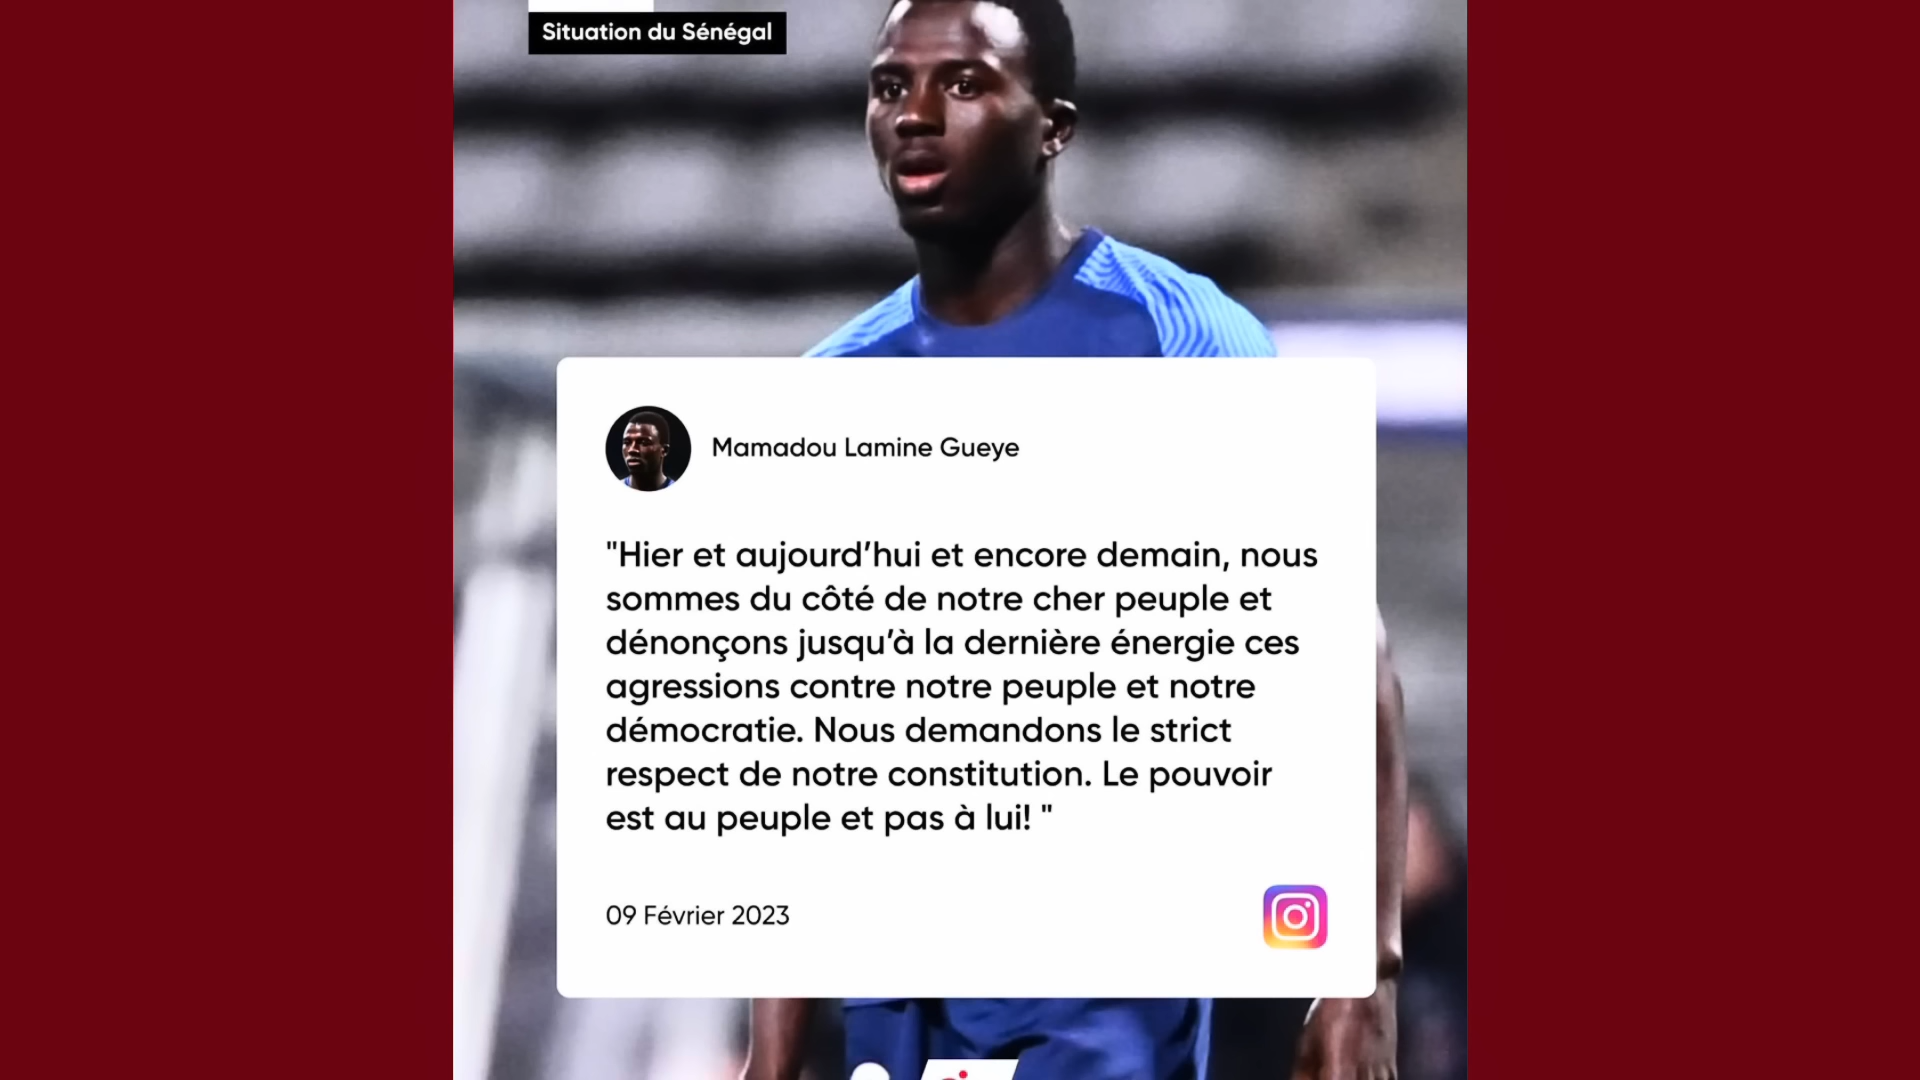 Situation du Sénégal
Mamadou Lamine Gueye
"Hier et aujourd’hui et encore demain, nous
sommes du côté de notre cher peuple et
dénonçons jusqu’à la dernière énergie ces
agressions contre notre peuple et notre
démocratie. Nous demandons le strict
respect de notre constitution. Le pouvoir
est au peuple et pas à lui! "
09 Février 2023